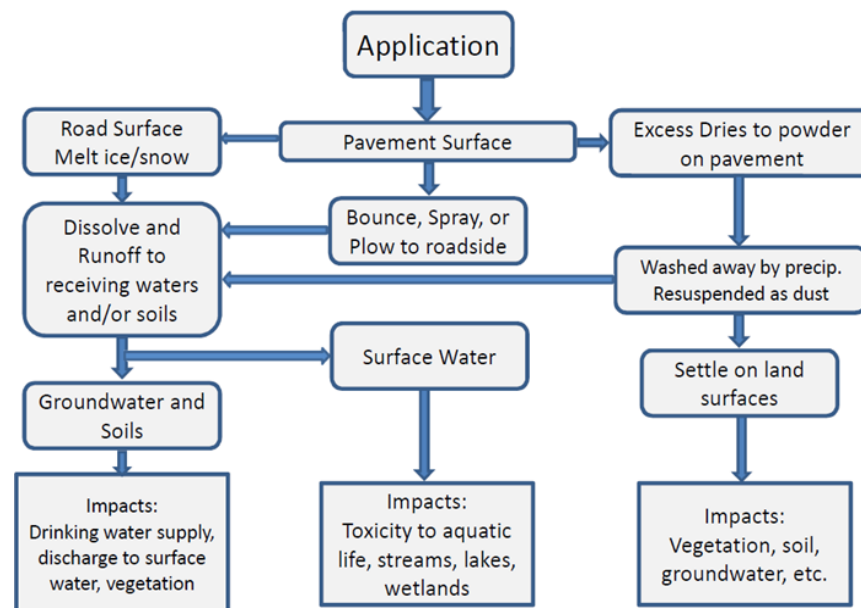 Application
Road Surface
Melt ice/snow
Pavement Surface
Excess Dries to powder
on pavement
Dissolve and
Runoff to
receiving waters
and/or soils
Bounce, Spray, or
Plow to roadside
Washed away by precip.
Resuspended as dust
Surface Water
Settle on land
surfaces
Groundwater and
Soils
Impacts:
Drinking water supply,
discharge to surface
water, vegetation
Impacts:
Toxicity to aquatic
life, streams, lakes,
wetlands
Impacts:
Vegetation, soil,
groundwater, etc.